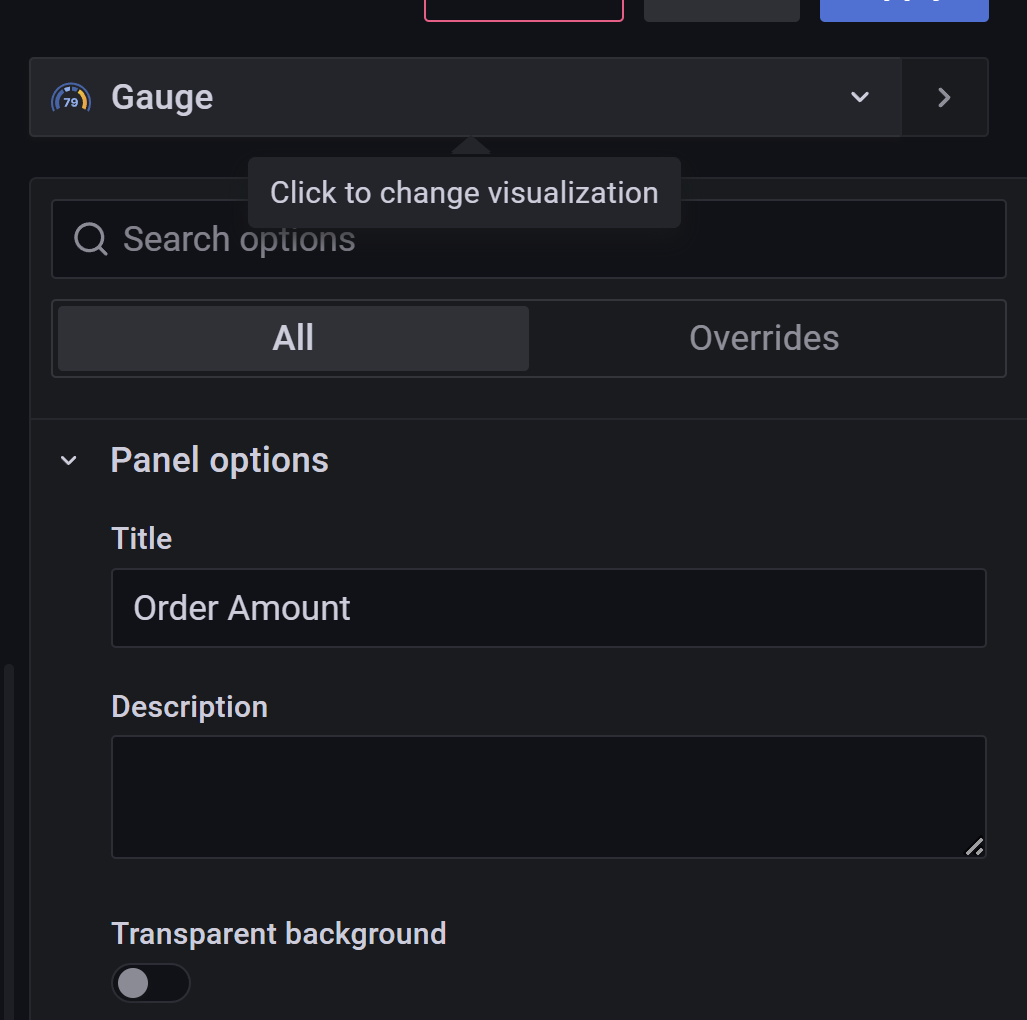 79
Gauge
Click to change visualization
Search options
All
Overrides
Panel options
Title
Order Amount
Description
Transparent background